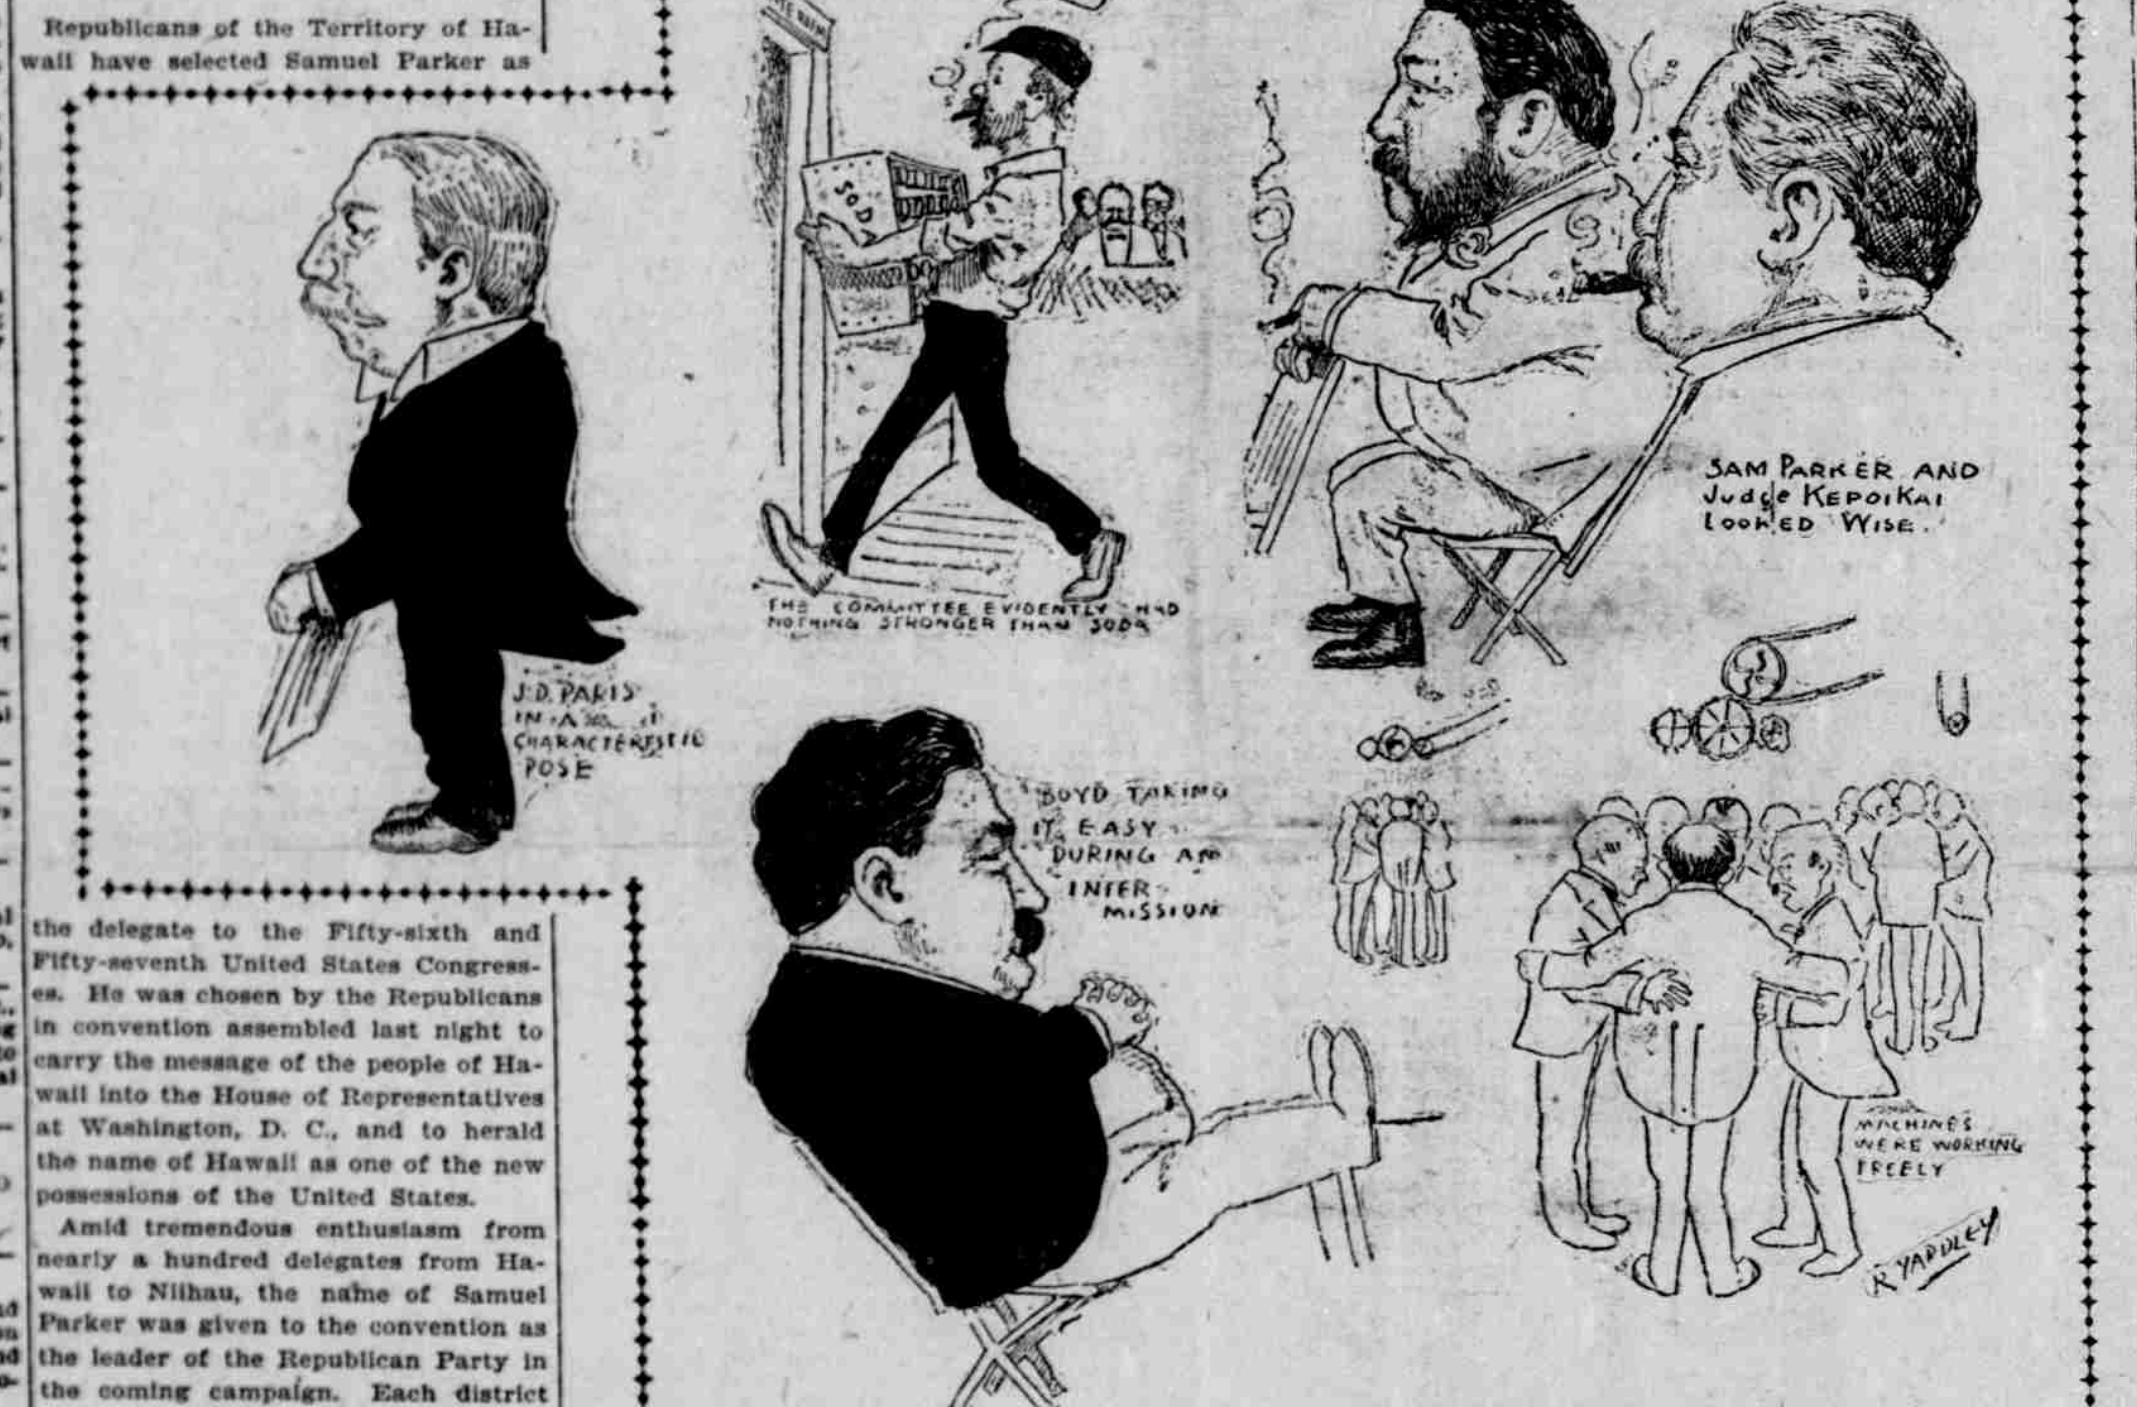 Republicans of the Territory of Ha-
waii have selected Samuel Parker as
SODA
THE COMMITTEE EVIDENTLY HAD
NOTHING STRONGER THAN SODA
SAM PARKER AND
JUDGE KEPOIKAI
LOOKED WISE.
J.D. PARIS
IN A
CHARACTERISTIC
POSE
BOYD TAKING
IT EASY
DURING AN
INTER-
MISSION
MACHINES
WERE WORKING
FREELY
R YARDLEY
the delegate to the Fifty-sixth and
Fifty-seventh United States Congress-
es. He was chosen by the Republicans
in convention assembled last night to
carry the message of the people of Ha-
waii into the House of Representatives
at Washington, D. C., and to herald
the name of Hawaii as one of the new
possessions of the United States.
Amid tremendous enthusiasm from
nearly a hundred delegates from Ha-
waii to Niihau, the name of Samuel
Parker was given to the convention as
the leader of the Republican Party in
the coming campaign. Each district